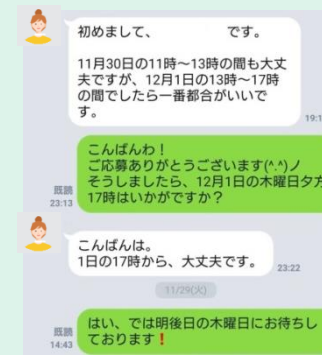 初めまして、　　　　　です。
11月30日の11時〜13時の間も大丈
夫ですが、12月1日の13時〜17時
の間でしたら一番都合がいいで
す。
19:1
こんばんわ！
ご応募ありがとうございます(^.^)ノ
そうしましたら、12月1日の木曜日夕方
17時はいかがですか？
既読
23:13
こんばんは。
1日の17時から、大丈夫です。
23:22
11/29(火)
はい、では明後日の木曜日にお待ちし
ております❗
既読
14:43